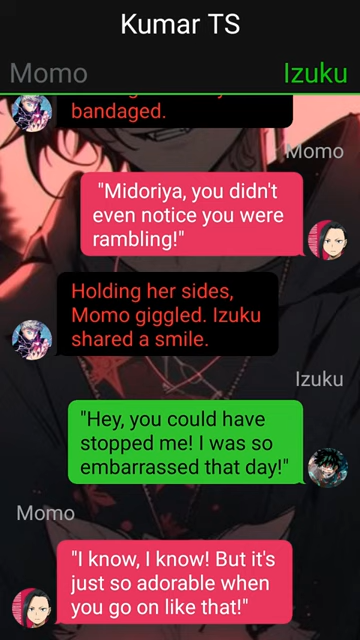 Kumar TS
Momo
Izuku
bandaged.
Momo
"Midoriya, you didn't
even notice you were
rambling!"
Holding her sides,
Momo giggled. Izuku
shared a smile.
Izuku
"Hey, you could have
stopped me! I was so
embarrassed that day!"
Momo
"I know, I know! But it's
just so adorable when
you go on like that!"